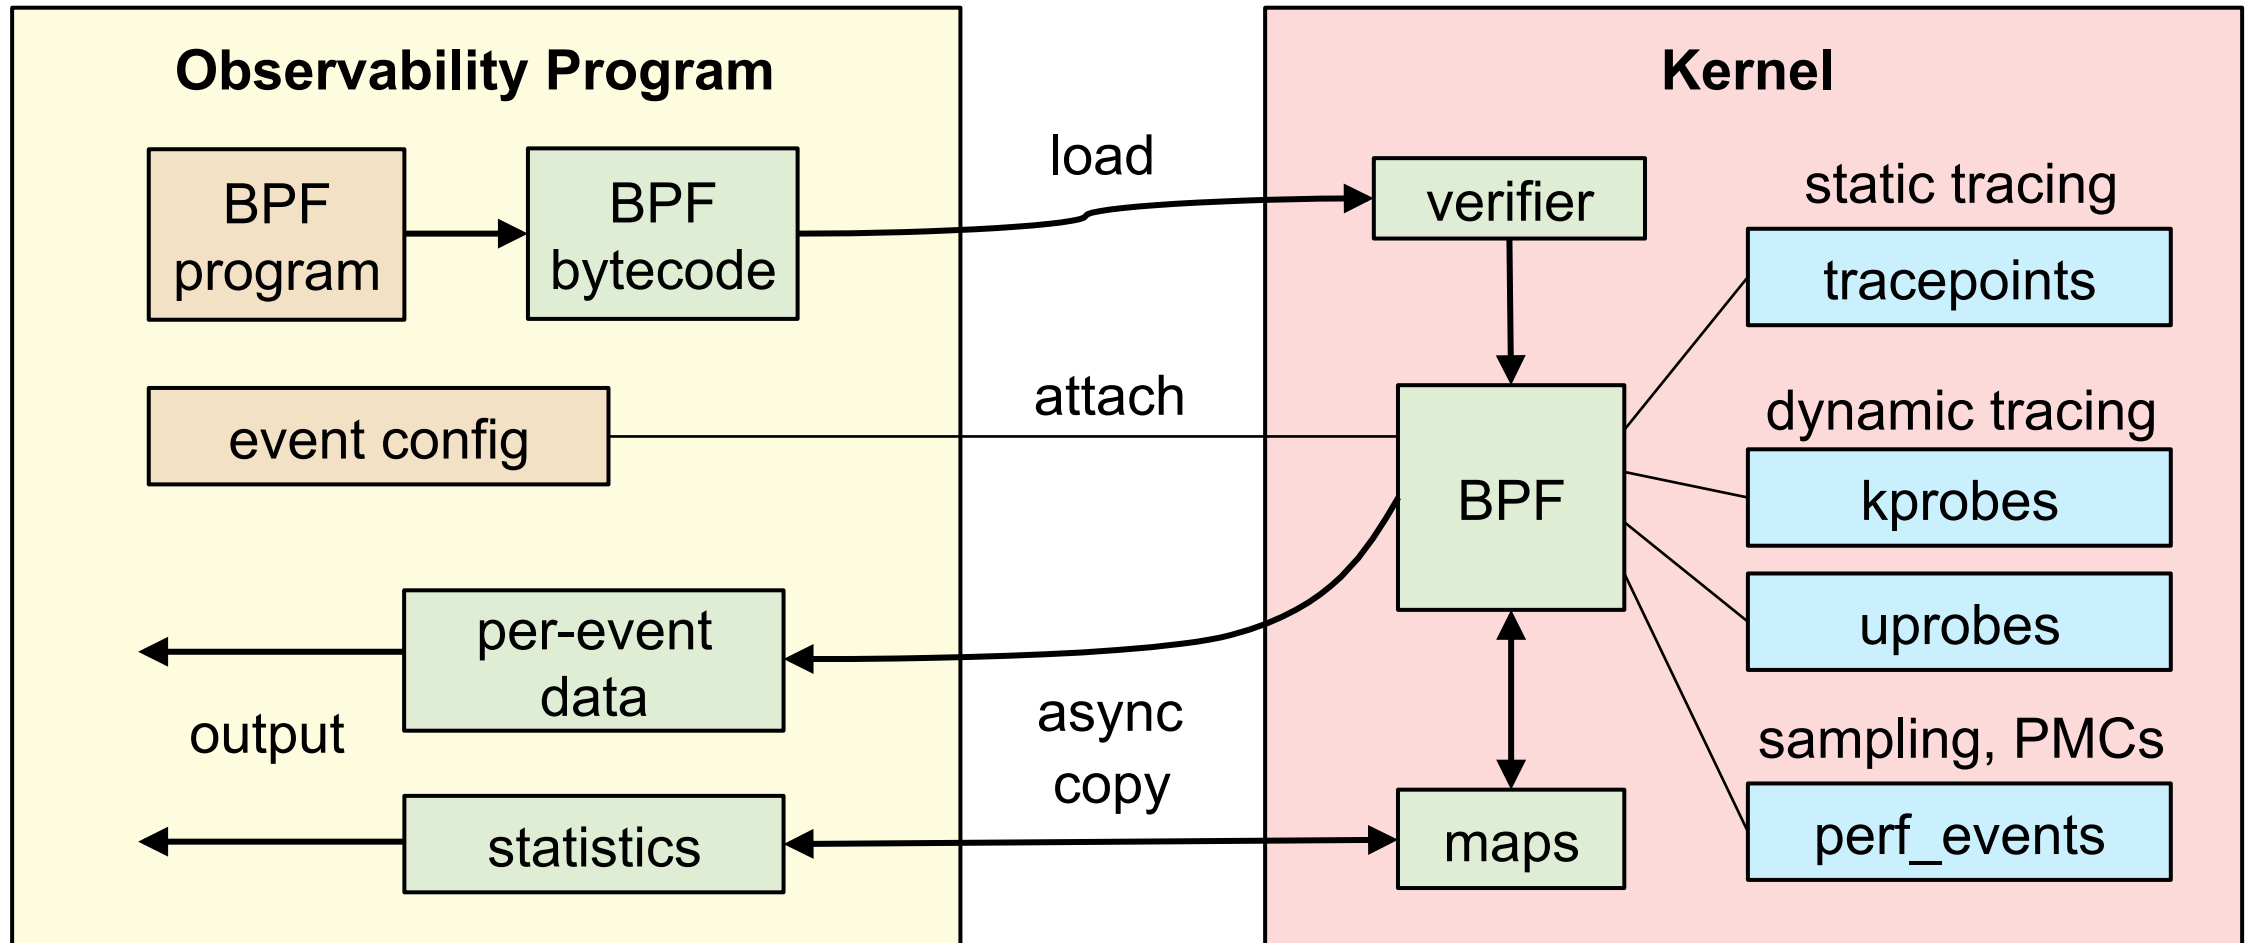 Observability Program
BPF
program
BPF
bytecode
event config
per-event
data
output
statistics
load
attach
async
copy
Kernel
verifier
BPF
maps
static tracing
tracepoints
dynamic tracing
kprobes
uprobes
sampling, PMCs
perf_events